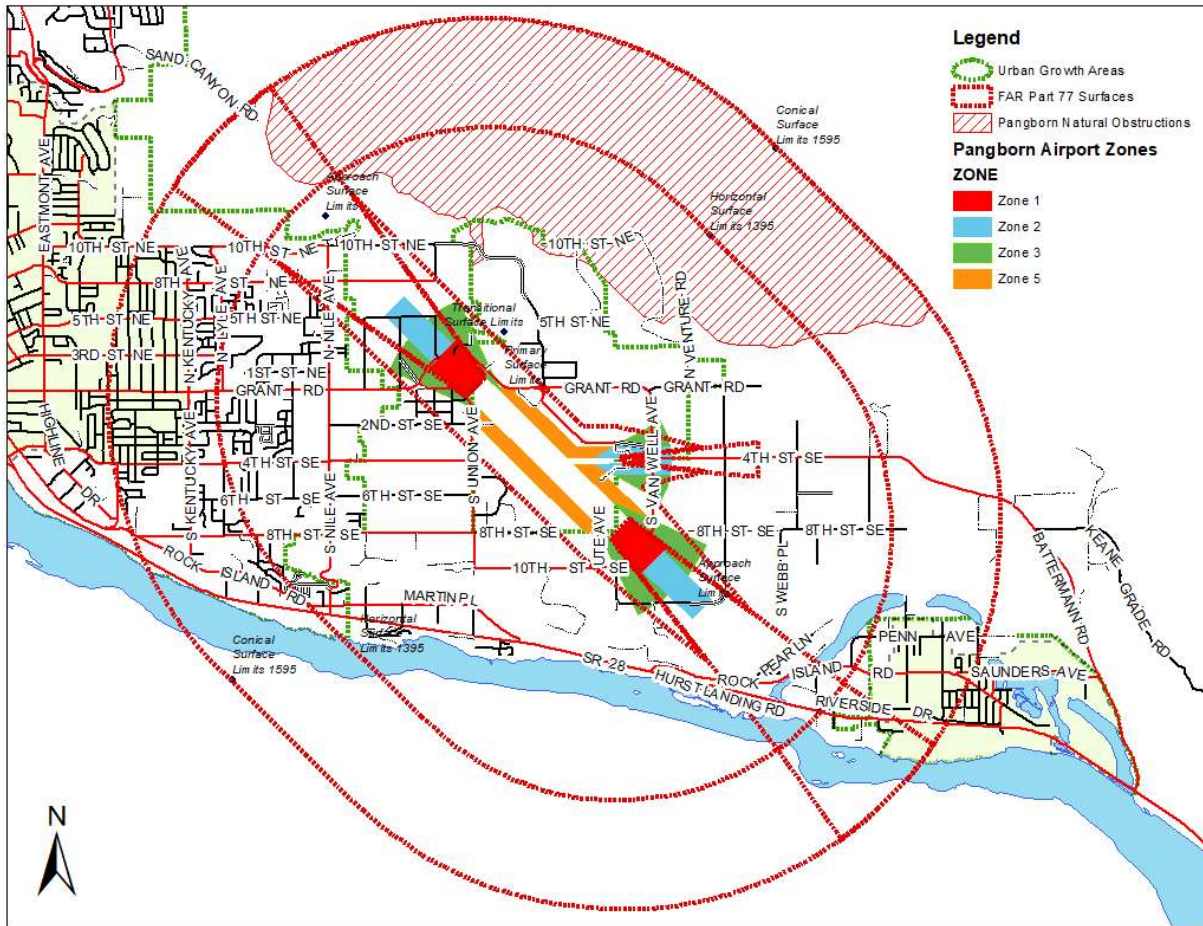 Legend
Urban Growth Areas
FAR Part 77 Surfaces
Pangborn Natural Obstructions
Pangborn Airport Zones
ZONE
Zone 1
Zone 2
Zone 3
Zone 5
SAND CANYON RD
Conical
Surface
Limits 1595
Approach
Surface
Limits
Horizontal
Surface
Limits 1395
EASTMONT AVE
10TH ST NE
10TH ST NE
10TH ST NE
10TH ST NE
N KENTUCKY AVE
N LYLE AVE
N NILE AVE
8TH ST NE
5TH ST NE
5TH ST NE
Transitional
Surface Limits
5TH ST NE
N VENTURE RD
3RD ST NE
1ST ST NE
Primary
Surface
Limits
GRANT RD
GRANT RD
GRANT RD
HIGHLINE DR
2ND ST SE
S UNION AVE
S VAN WELL AVE
4TH ST SE
4TH ST SE
S KENTUCKY AVE
S NILE AVE
6TH ST SE
6TH ST SE
8TH ST SE
8TH ST SE
UTE AVE
8TH ST SE
10TH ST SE
Approach
Surface
Limits
S WEBB PL
BATTERMANN RD
KEANE GRADE RD
ROCK ISLAND RD
MARTIN PL
Horizontal
Surface
Limits 1395
Conical
Surface
Limits 1595
SR-28
HURST LANDING RD
PEAR LN
ROCK ISLAND RD
PENN AVE
SAUNDERS AVE
RIVERSIDE DR
N